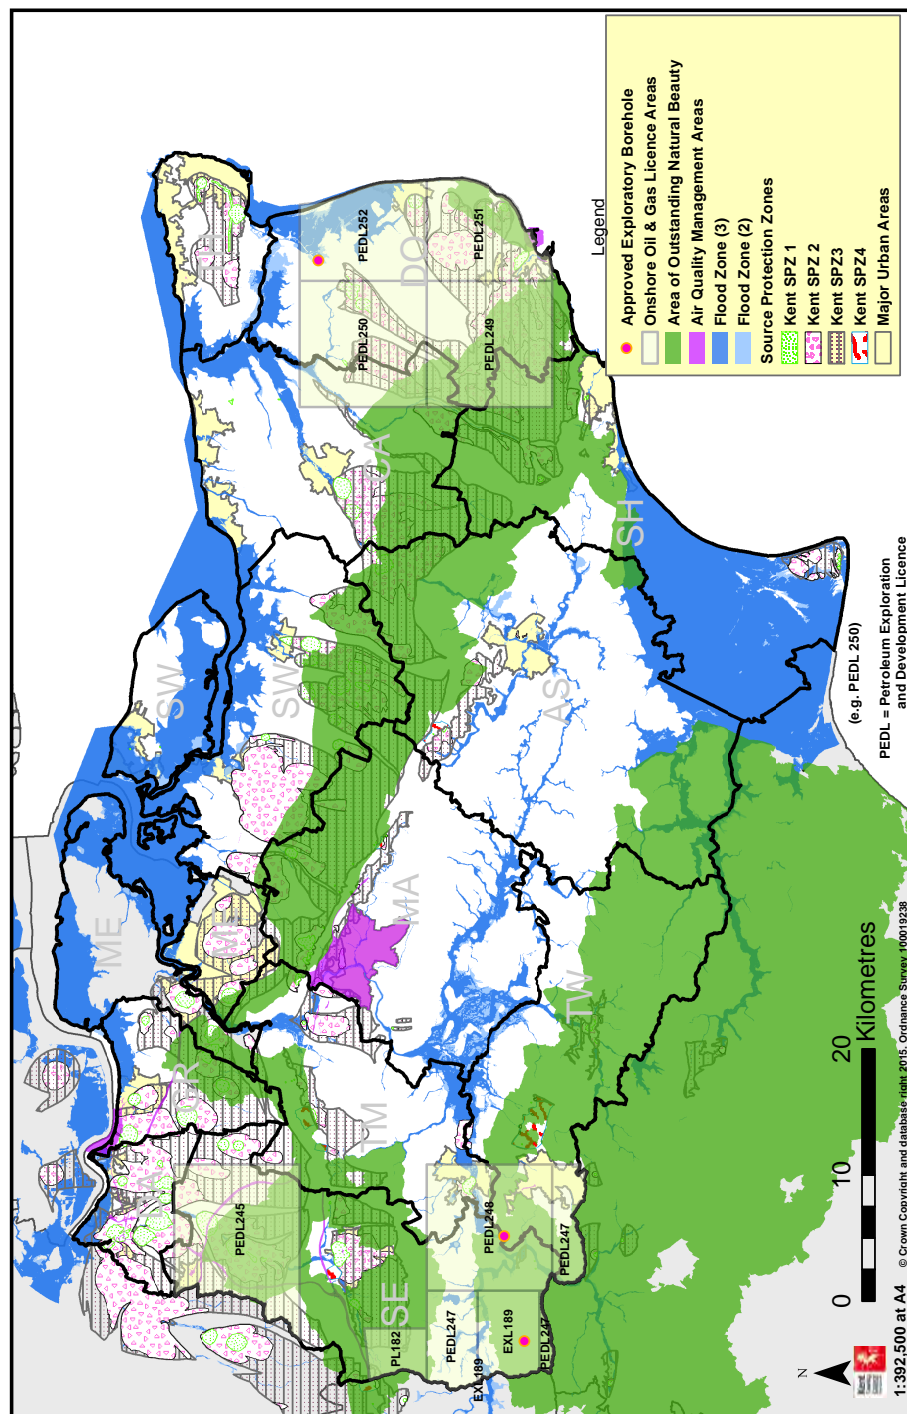 ME
SW
SW
TH
ME
GR
DA
PEDL245
TM
MA
CA
PEDL250
PEDL252
DO
PEDL249
PEDL251
SE
PL182
PEDL247
EXL189
EXL189
PEDL247
PEDL248
PEDL247
TW
AS
SH
Legend
Approved Exploratory Borehole
Onshore Oil & Gas Licence Areas
Area of Outstanding Natural Beauty
Air Quality Management Areas
Flood Zone (3)
Flood Zone (2)
Source Protection Zones
Kent SPZ 1
Kent SPZ 2
Kent SPZ3
Kent SPZ4
Major Urban Areas
(e.g. PEDL 250)
PEDL = Petroleum Exploration
and Development Licence
0 10 20
Kilometres
N
1:392,500 at A4
© Crown Copyright and database right 2015. Ordnance Survey 100019238